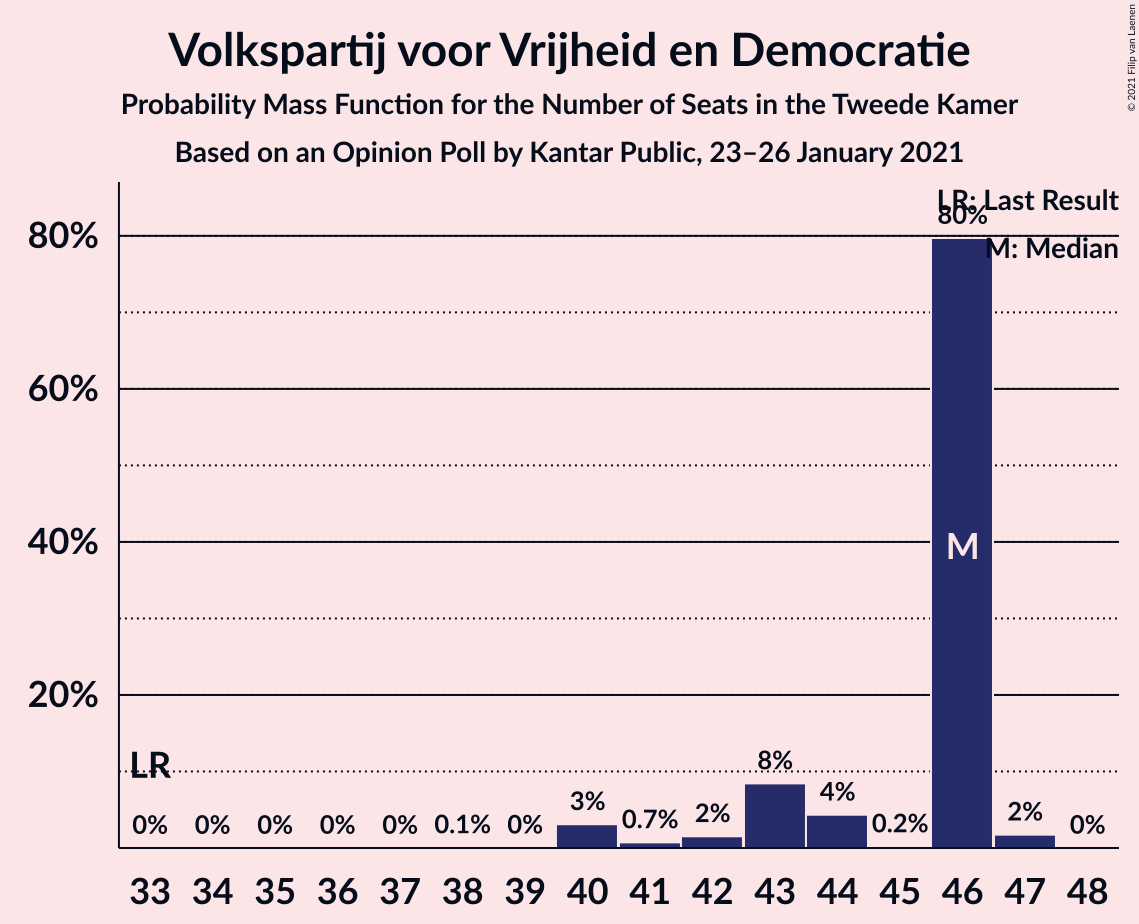 Volkspartij voor Vrijheid en Democratie
Probability Mass Function for the Number of Seats in the Tweede Kamer
Based on an Opinion Poll by Kantar Public, 23–26 January 2021
© 2021 Filip van Laenen
LR: Last Result
M: Median
80%
60%
40%
20%
LR
0% 0% 0% 0% 0% 0.1% 0% 3% 0.7% 2% 8% 4% 0.2% 80% 2% 0%
M
33 34 35 36 37 38 39 40 41 42 43 44 45 46 47 48